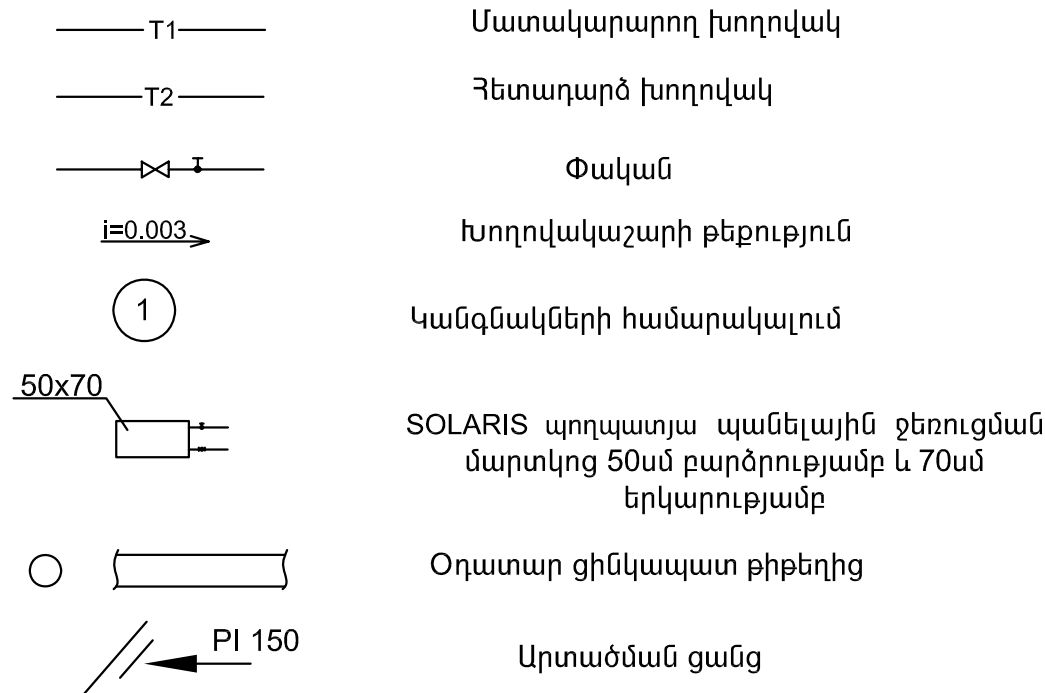 T1 Մատակարարող խողովակ
T2 Հետադարձ խողովակ
Փական
i=0.003 Խողովակաշարի թեքություն
1 Կանգնակների համարակալում
50x70
SOLARIS պողպատյա պանելային ջեռուցման
մարտկոց 50սմ բարձրությամբ և 70սմ
երկարությամբ
Օդատար ցինկապատ թիթեղից
PI 150
Արտածման ցանց